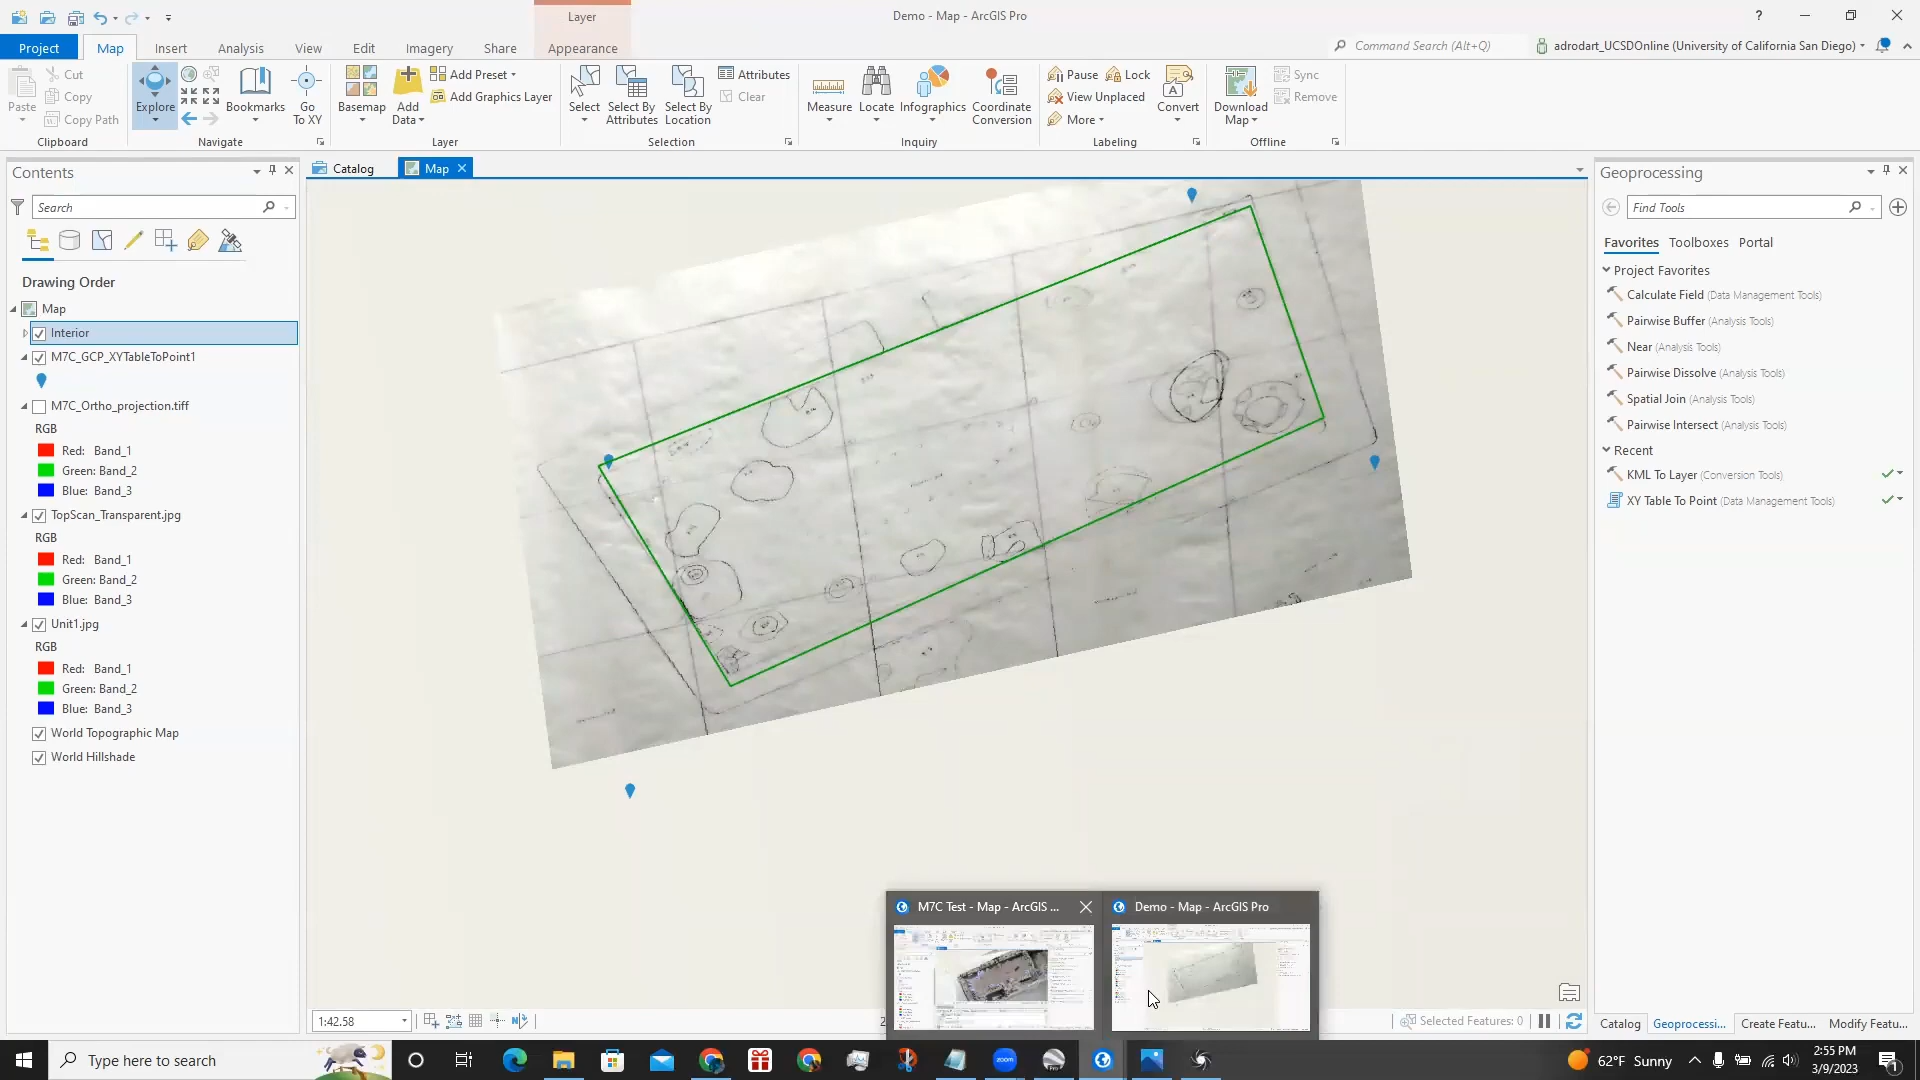 Layer
Demo - Map - ArcGIS Pro
?
Project
Map
Insert
Analysis
View
Edit
Imagery
Share
Appearance
Command Search (Alt+Q)
adrodart_UCSDOnline (University of California San Diego)
Paste
Cut
Copy
Copy Path
Clipboard
Explore
Bookmarks
Go
To XY
Navigate
Basemap
Add
Data
Add Preset
Add Graphics Layer
Layer
Select
Select By
Attributes
Select By
Location
Attributes
Clear
Selection
Measure
Locate
Infographics
Coordinate
Conversion
Inquiry
Pause
Lock
View Unplaced
More
Convert
Labeling
Download
Map
Sync
Remove
Offline
Contents
Search
Drawing Order
Map
Interior
M7C_GCP_XYTableToPoint1
M7C_Ortho_projection.tiff
RGB
Red: Band_1
Green: Band_2
Blue: Band_3
TopScan_Transparent.jpg
RGB
Red: Band_1
Green: Band_2
Blue: Band_3
Unit1.jpg
RGB
Red: Band_1
Green: Band_2
Blue: Band_3
World Topographic Map
World Hillshade
Catalog
Map
1:42.58
2
Selected Features: 0
Geoprocessing
Find Tools
Favorites
Toolboxes
Portal
Project Favorites
Calculate Field (Data Management Tools)
Pairwise Buffer (Analysis Tools)
Near (Analysis Tools)
Pairwise Dissolve (Analysis Tools)
Spatial Join (Analysis Tools)
Pairwise Intersect (Analysis Tools)
Recent
KML To Layer (Conversion Tools)
XY Table To Point (Data Management Tools)
Catalog
Geoprocessi...
Create Featu...
Modify Featu...
M7C Test - Map - ArcGIS ...
Demo - Map - ArcGIS Pro
Type here to search
zoom
Pro
62°F Sunny
2:55 PM
3/9/2023
1